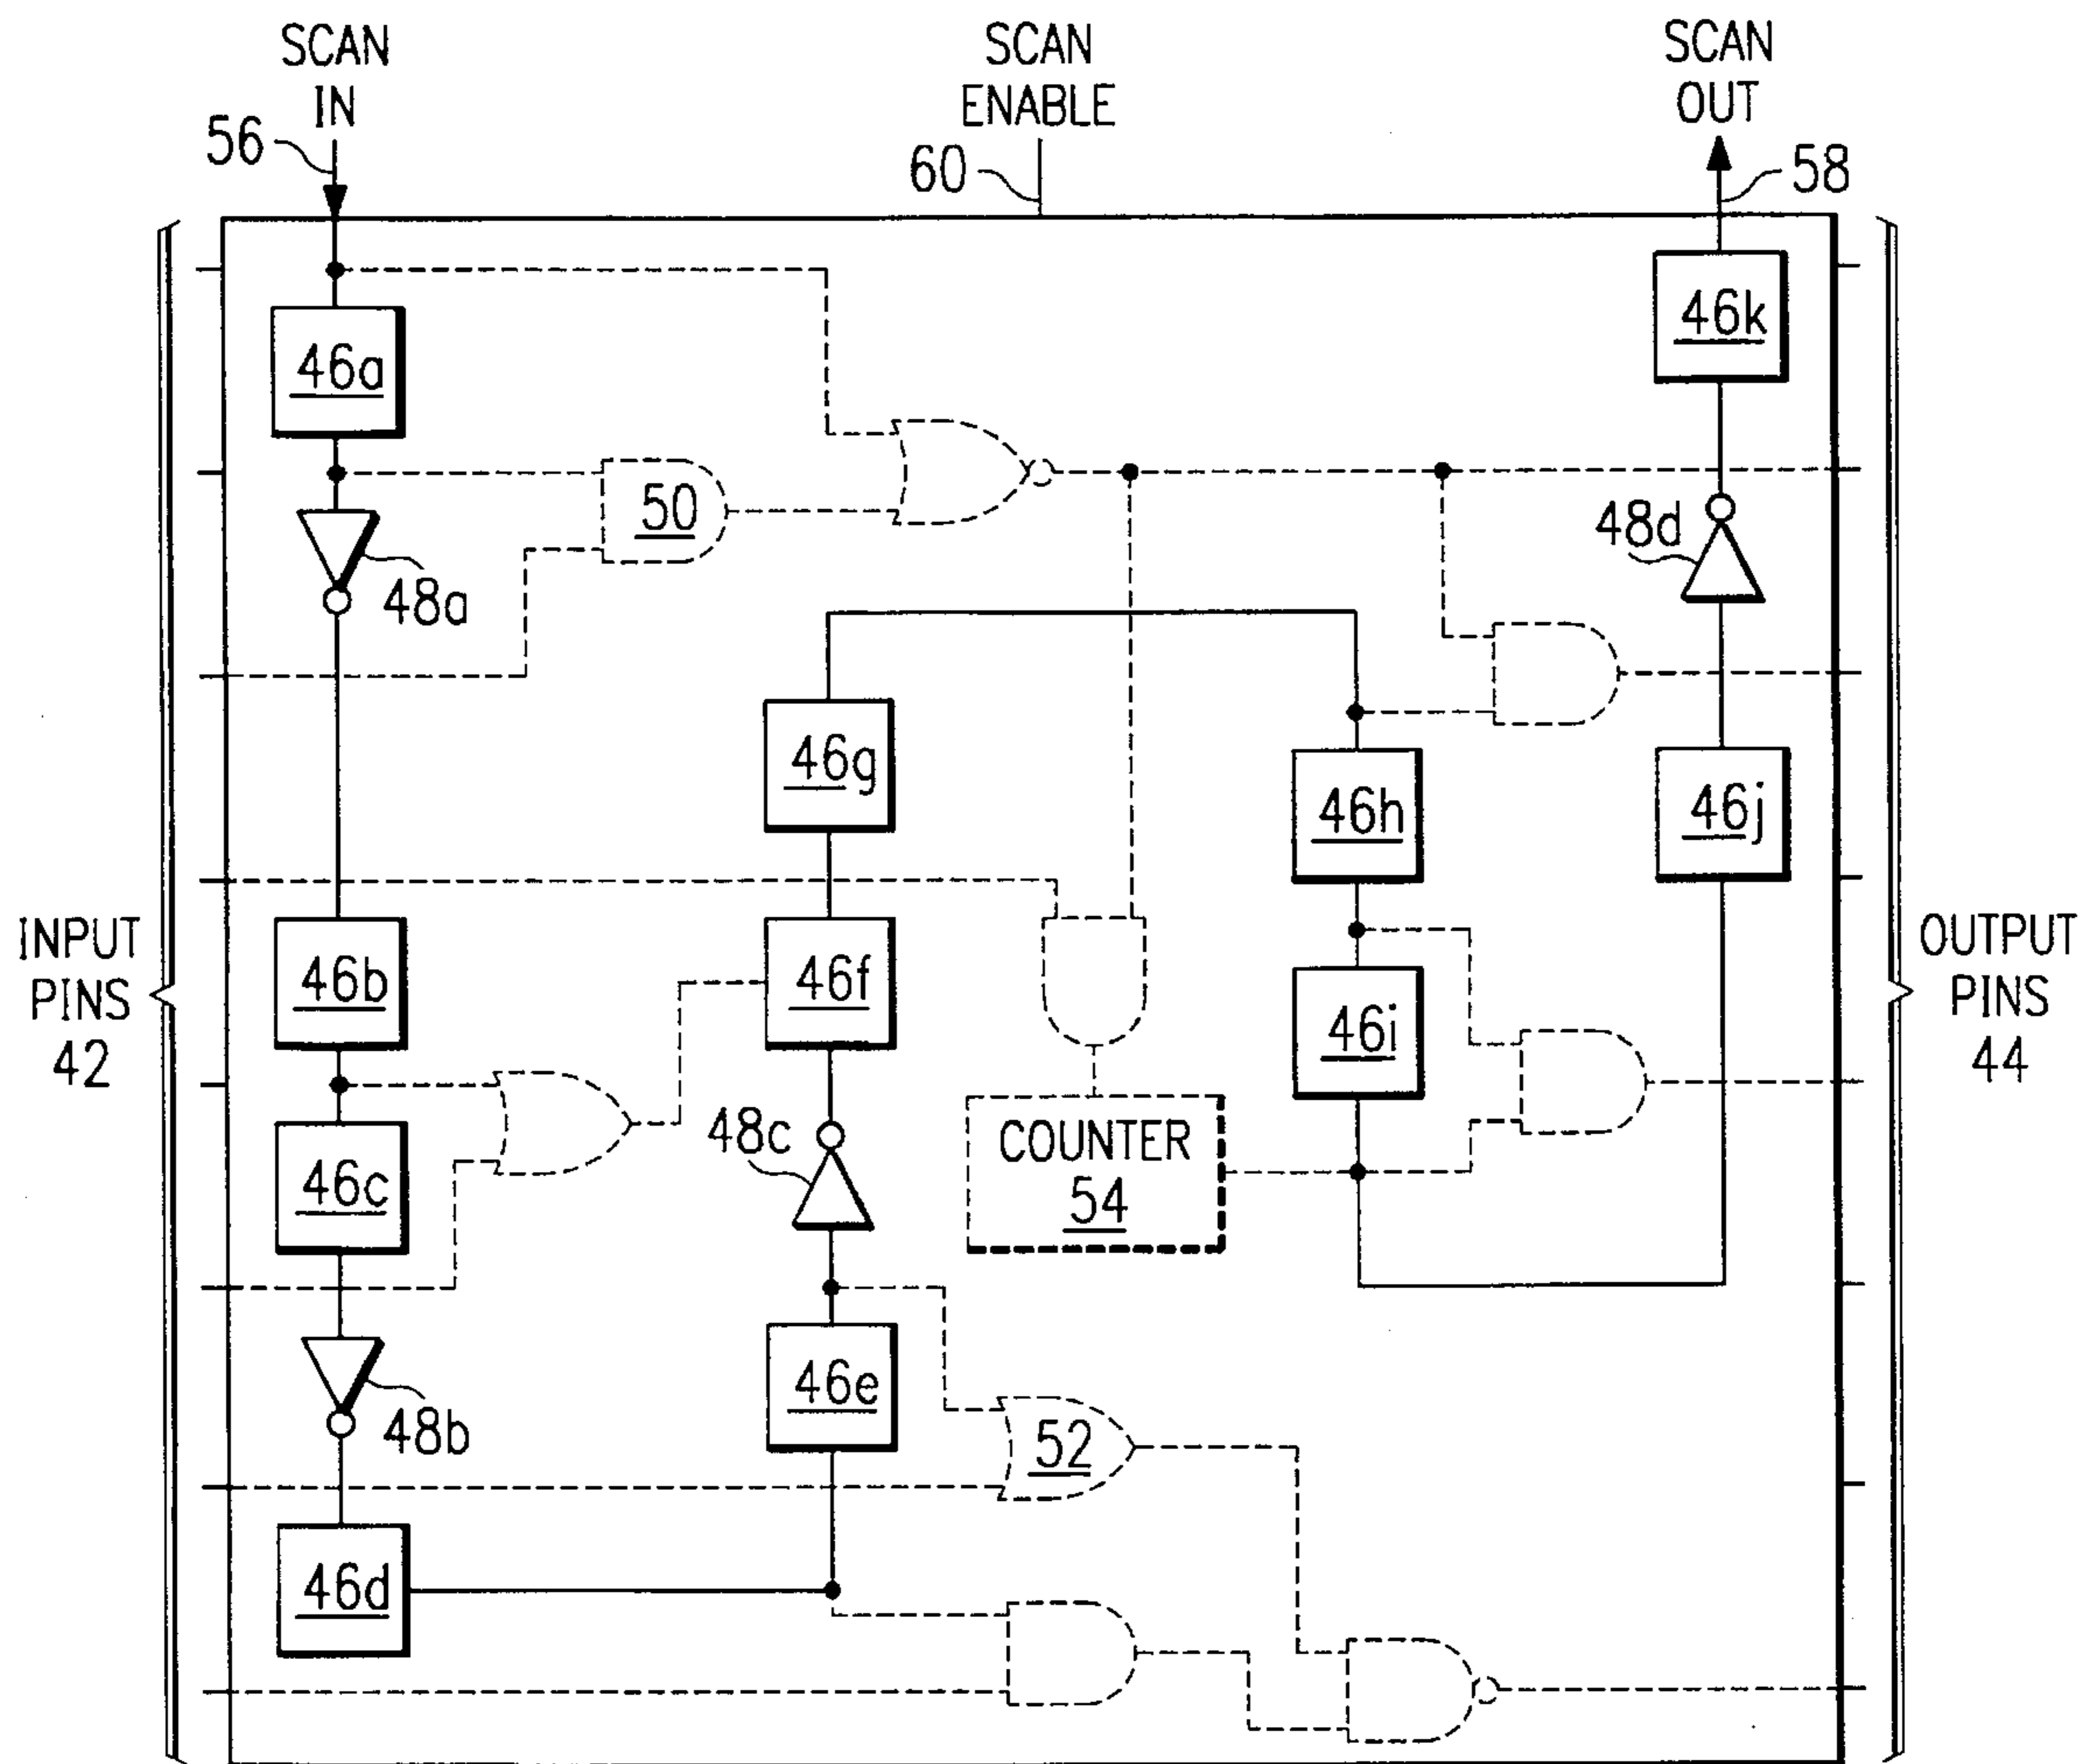 SCAN
IN
56
SCAN
ENABLE
60
SCAN
OUT
58
46a
46k
50
48a
48d
46g
46h
46j
INPUT
PINS
42
46b
46f
46i
OUTPUT
PINS
44
46c
48c
COUNTER
54
48b
46e
52
46d